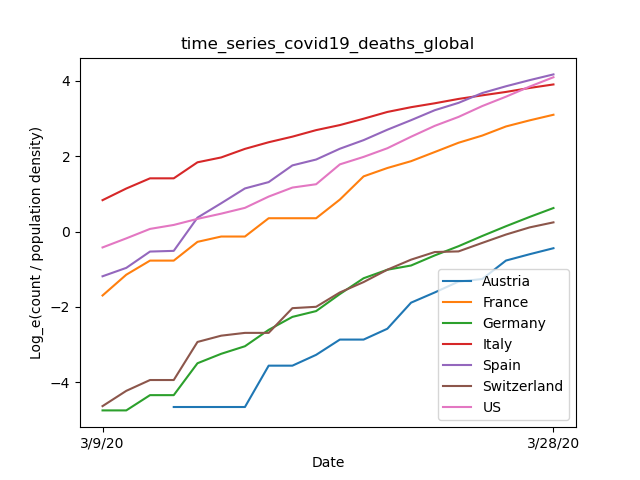 time_series_covid19_deaths_global
Log_e(count / population density)
4
2
0
−2
−4
Austria
France
Germany
Italy
Spain
Switzerland
US
3/9/20
3/28/20
Date